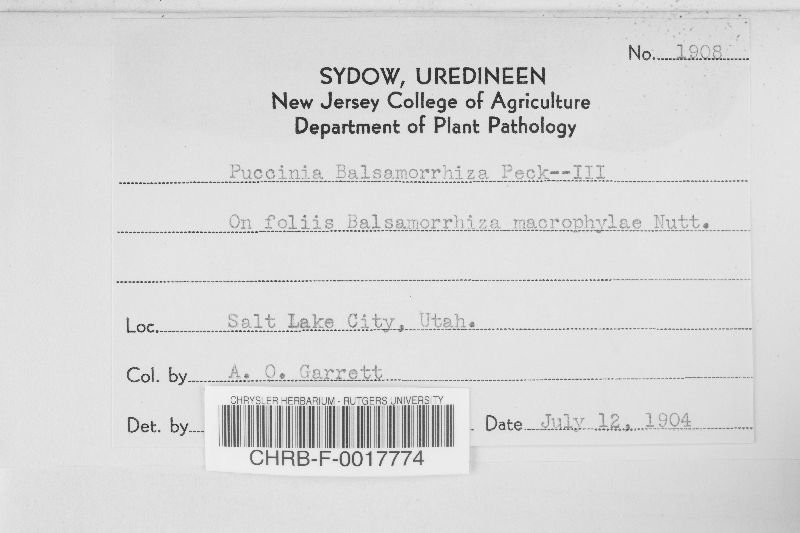 No. 1908
SYDOW, UREDINEEN
New Jersey College of Agriculture
Department of Plant Pathology
Puccinia Balsamorrhiza Peck--III
On foliis Balsamorrhiza macrophylae Nutt.
Loc. Salt Lake City, Utah.
Col. by A. O. Garrett
Det. by Date July 12, 1904
CHRYSLER HERBARIUM - RUTGERS UNIVERSITY
CHRB-F-0017774